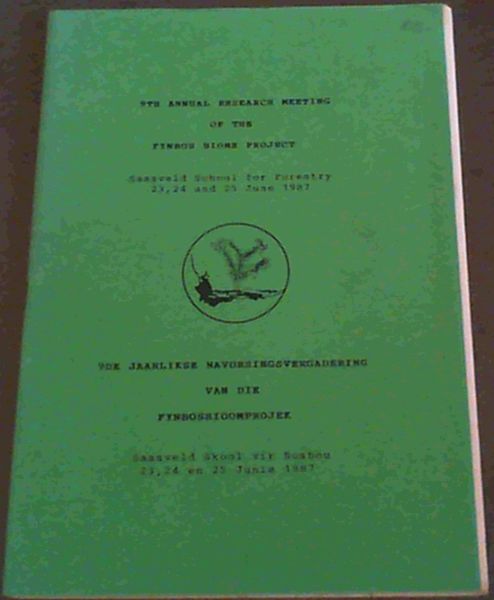 9TH ANNUAL RESEARCH MEETING
OF THE
FYNBOS BIOME PROJECT
Saasveld School for Forestry
23,24 and 25 June 1987
9DE JAARLIKSE NAVORSINGSVERGADERING
VAN DIE
FYNBOSBIOOMPROJEK
Saasveld Skool vir Bosbou
23,24 en 25 Junie 1987